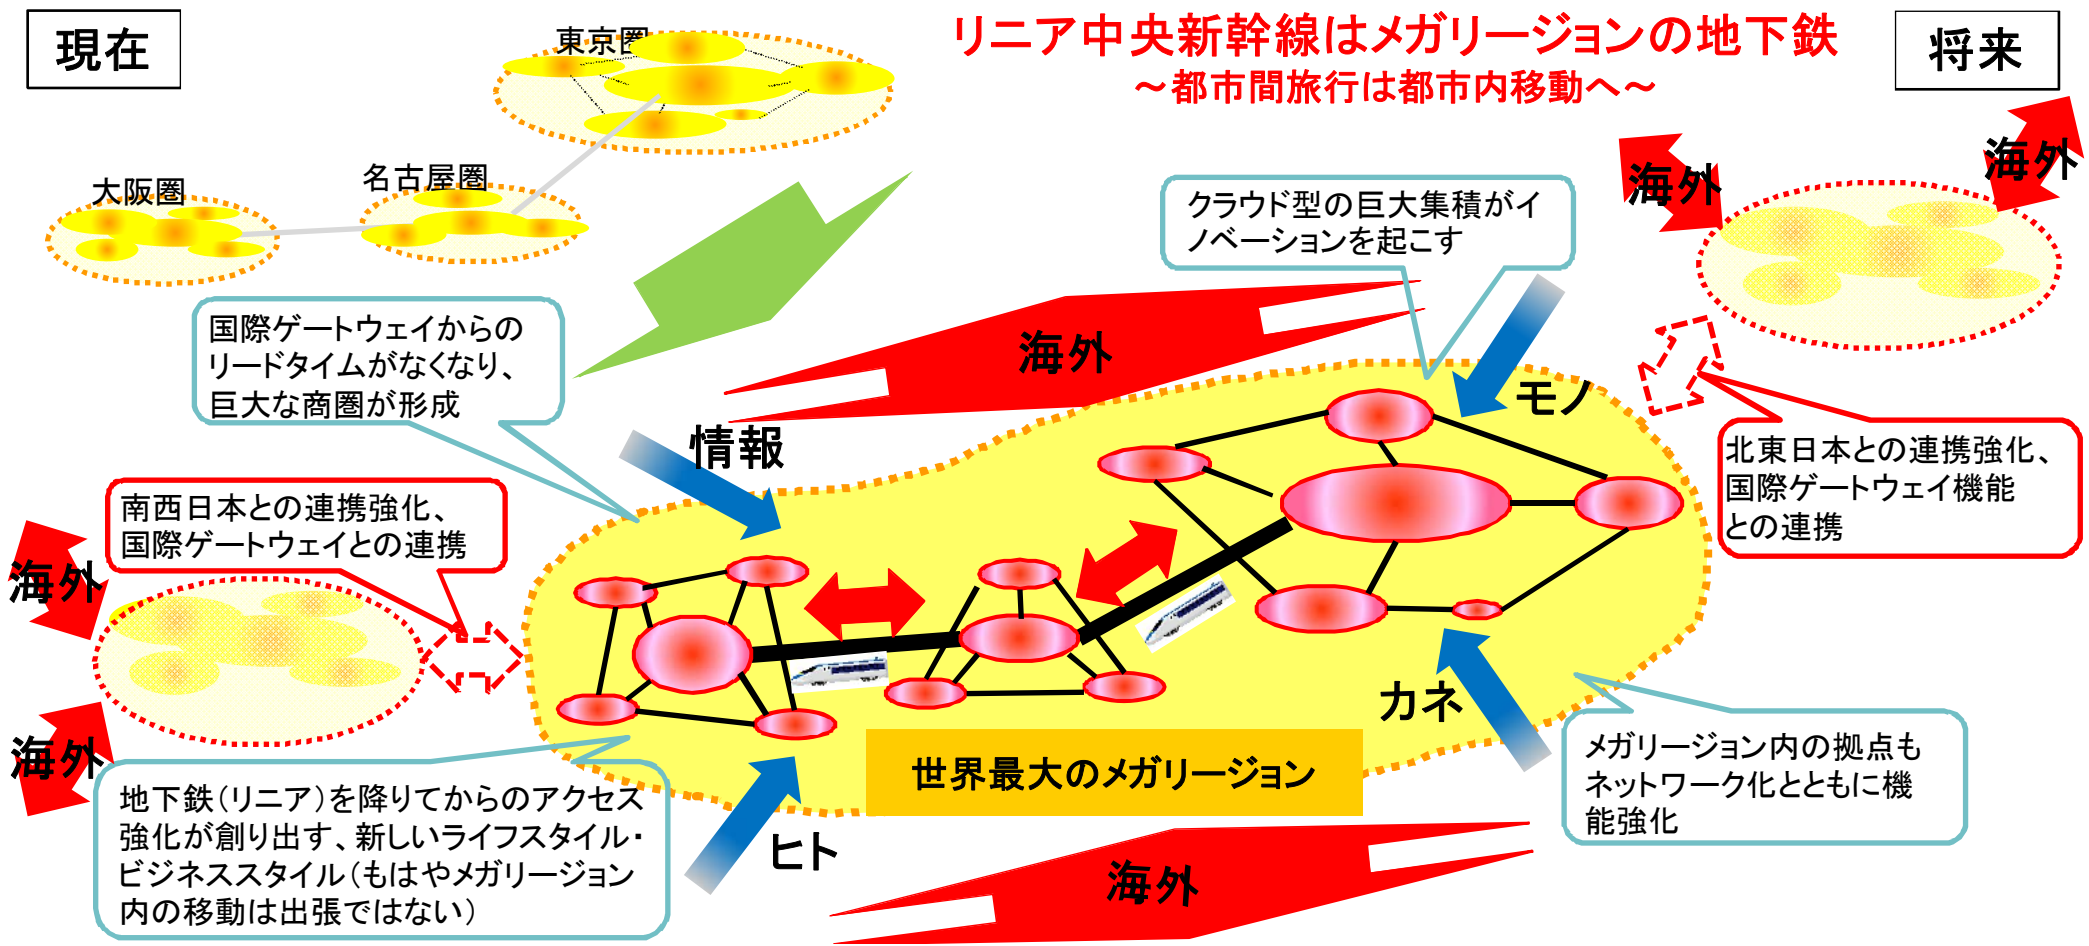 現在
東京圏
リニア中央新幹線はメガリージョンの地下鉄
～都市間旅行は都市内移動へ～
将来
大阪圏
名古屋圏
海外
海外
クラウド型の巨大集積がイ
ノベーションを起こす
国際ゲートウェイからの
リードタイムがなくなり、
巨大な商圏が形成
海外
モノ
情報
北東日本との連携強化、
国際ゲートウェイ機能
との連携
南西日本との連携強化、
国際ゲートウェイとの連携
海外
海外
カネ
世界最大のメガリージョン
メガリージョン内の拠点も
ネットワーク化とともに機
能強化
地下鉄（リニア）を降りてからのアクセス
強化が創り出す、新しいライフスタイル・
ビジネススタイル（もはやメガリージョン
内の移動は出張ではない）
ヒト
海外